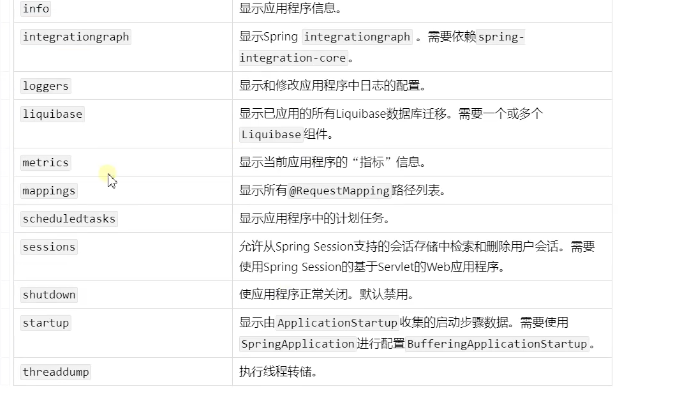 info 显示应用程序信息。
integrationgraph 显示Spring integrationgraph 。需要依赖spring-
integration-core。
loggers 显示和修改应用程序中日志的配置。
liquibase 显示已应用的所有Liquibase数据库迁移。需要一个或多个
Liquibase组件。
metrics 显示当前应用程序的“指标”信息。
mappings 显示所有@RequestMapping路径列表。
scheduledtasks 显示应用程序中的计划任务。
sessions 允许从Spring Session支持的会话存储中检索和删除用户会话。需要
使用Spring Session的基于Servlet的Web应用程序。
shutdown 使应用程序正常关闭。默认禁用。
startup 显示由ApplicationStartup收集的启动步骤数据。需要使用
SpringApplication进行配置BufferingApplicationStartup。
threaddump 执行线程转储。